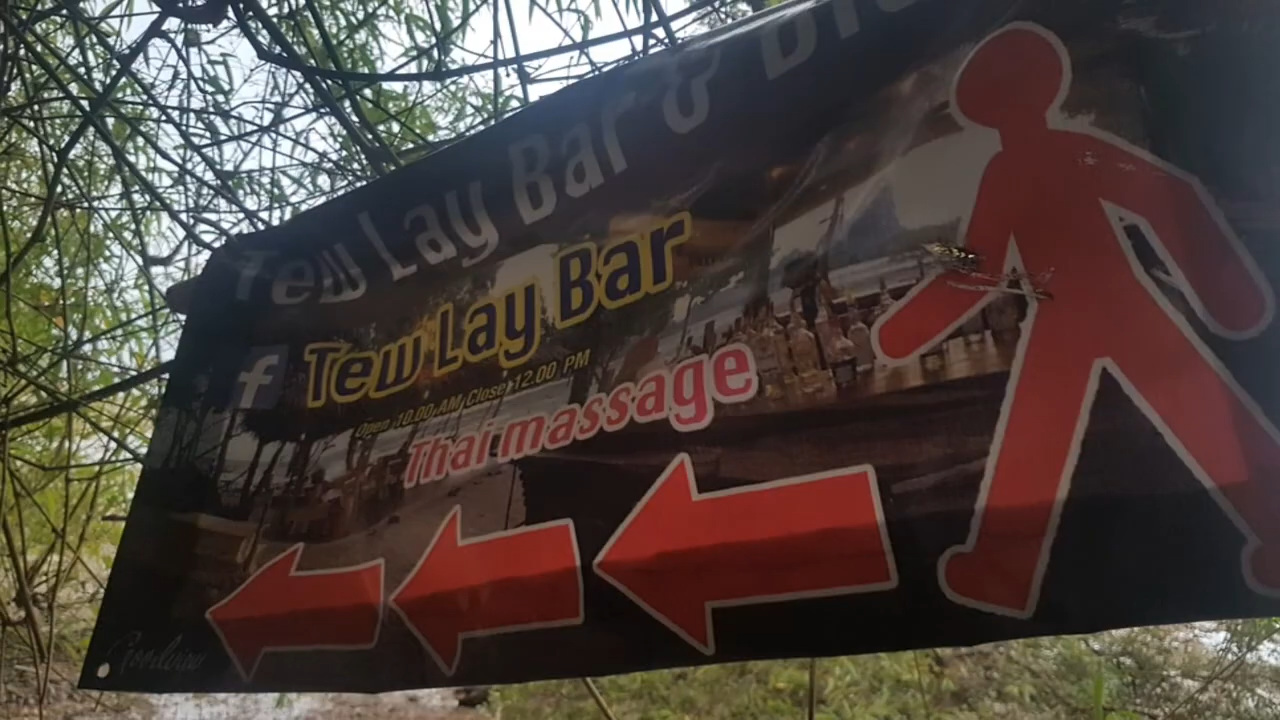 Tew Lay Bar &
f Tew Lay Bar
Open 10.00 AM Close 12.00 PM
Thai massage